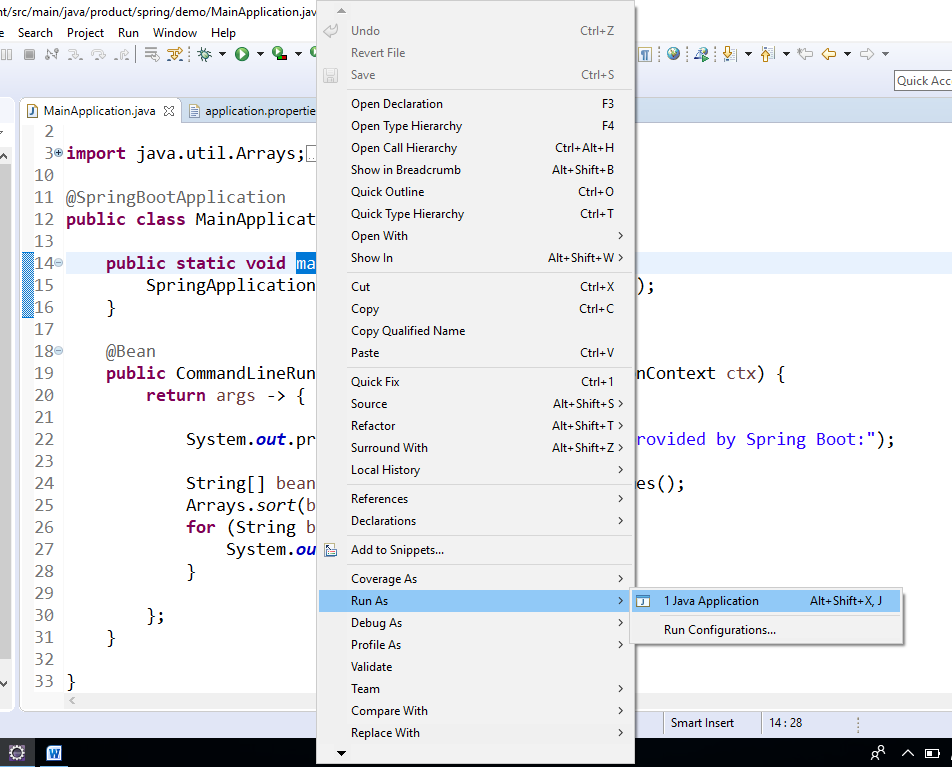 nt/src/main/java/product/spring/demo/MainApplication.jav
e Search Project Run Window Help
Quick Acc
MainApplication.java application.propertie
2
3 import java.util.Arrays;
10
11 @SpringBootApplication
12 public class MainApplicat
13
14 public static void ma
15 SpringApplication );
16 }
17
18 @Bean
19 public CommandLineRun nContext ctx) {
20 return args -> {
21
22 System.out.pr rovided by Spring Boot:");
23
24 String[] bean es();
25 Arrays.sort(b
26 for (String b
27 System.ou
28 }
29
30 };
31 }
32
33 }
Undo Ctrl+Z
Revert File
Save Ctrl+S
Open Declaration F3
Open Type Hierarchy F4
Open Call Hierarchy Ctrl+Alt+H
Show in Breadcrumb Alt+Shift+B
Quick Outline Ctrl+O
Quick Type Hierarchy Ctrl+T
Open With
Show In Alt+Shift+W
Cut Ctrl+X
Copy Ctrl+C
Copy Qualified Name
Paste Ctrl+V
Quick Fix Ctrl+1
Source Alt+Shift+S
Refactor Alt+Shift+T
Surround With Alt+Shift+Z
Local History
References
Declarations
Add to Snippets...
Coverage As
Run As
Debug As
Profile As
Validate
Team
Compare With
Replace With
1 Java Application Alt+Shift+X, J
Run Configurations...
Smart Insert 14 : 28